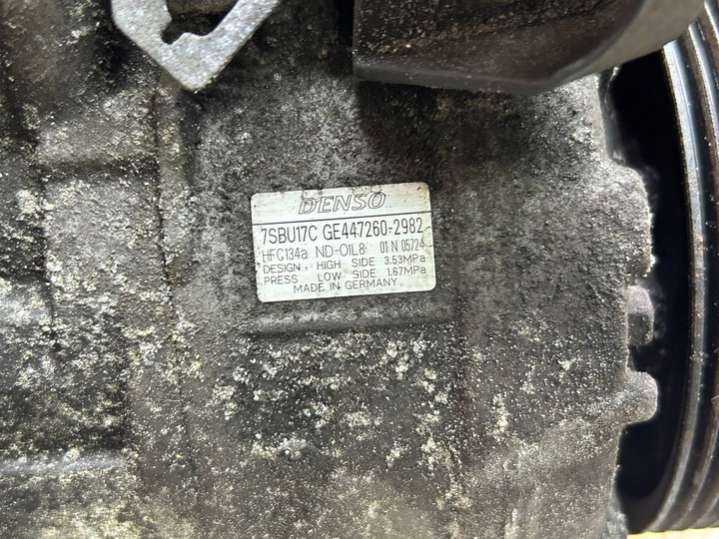 DENSO
7SBU17C GE447260-2982
HFC134a ND-OIL8 01 N 05724
DESIGN, HIGH SIDE 3.53MPa
PRESS LOW SIDE 1.67MPa
MADE IN GERMANY